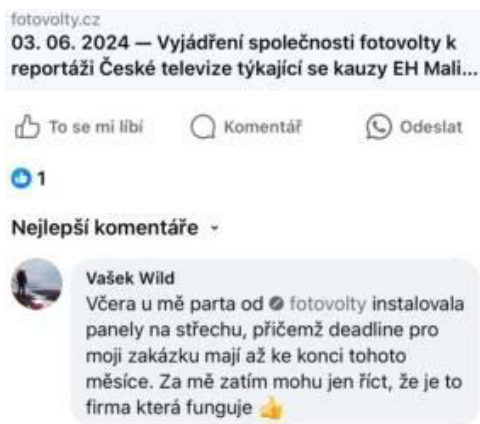 fotovolty.cz
03. 06. 2024 — Vyjádření společnosti fotovolty k
reportáži České televize týkající se kauzy EH Mali...
To se mi líbí
Komentář
Odeslat
1
Nejlepší komentáře
Vašek Wild
Včera u mě parta od fotovolty instalovala
panely na střechu, přičemž deadline pro
moji zakázku mají až ke konci tohoto
měsíce. Za mě zatím mohu jen říct, že je to
firma která funguje 👍